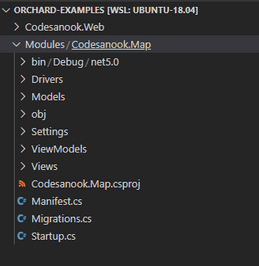 ORCHARD-EXAMPLES [WSL: UBUNTU-18.04]
Codesanook.Web
Modules / Codesanook.Map
bin / Debug / net5.0
Drivers
Models
obj
Settings
ViewModels
Views
Codesanook.Map.csproj
Manifest.cs
Migrations.cs
Startup.cs